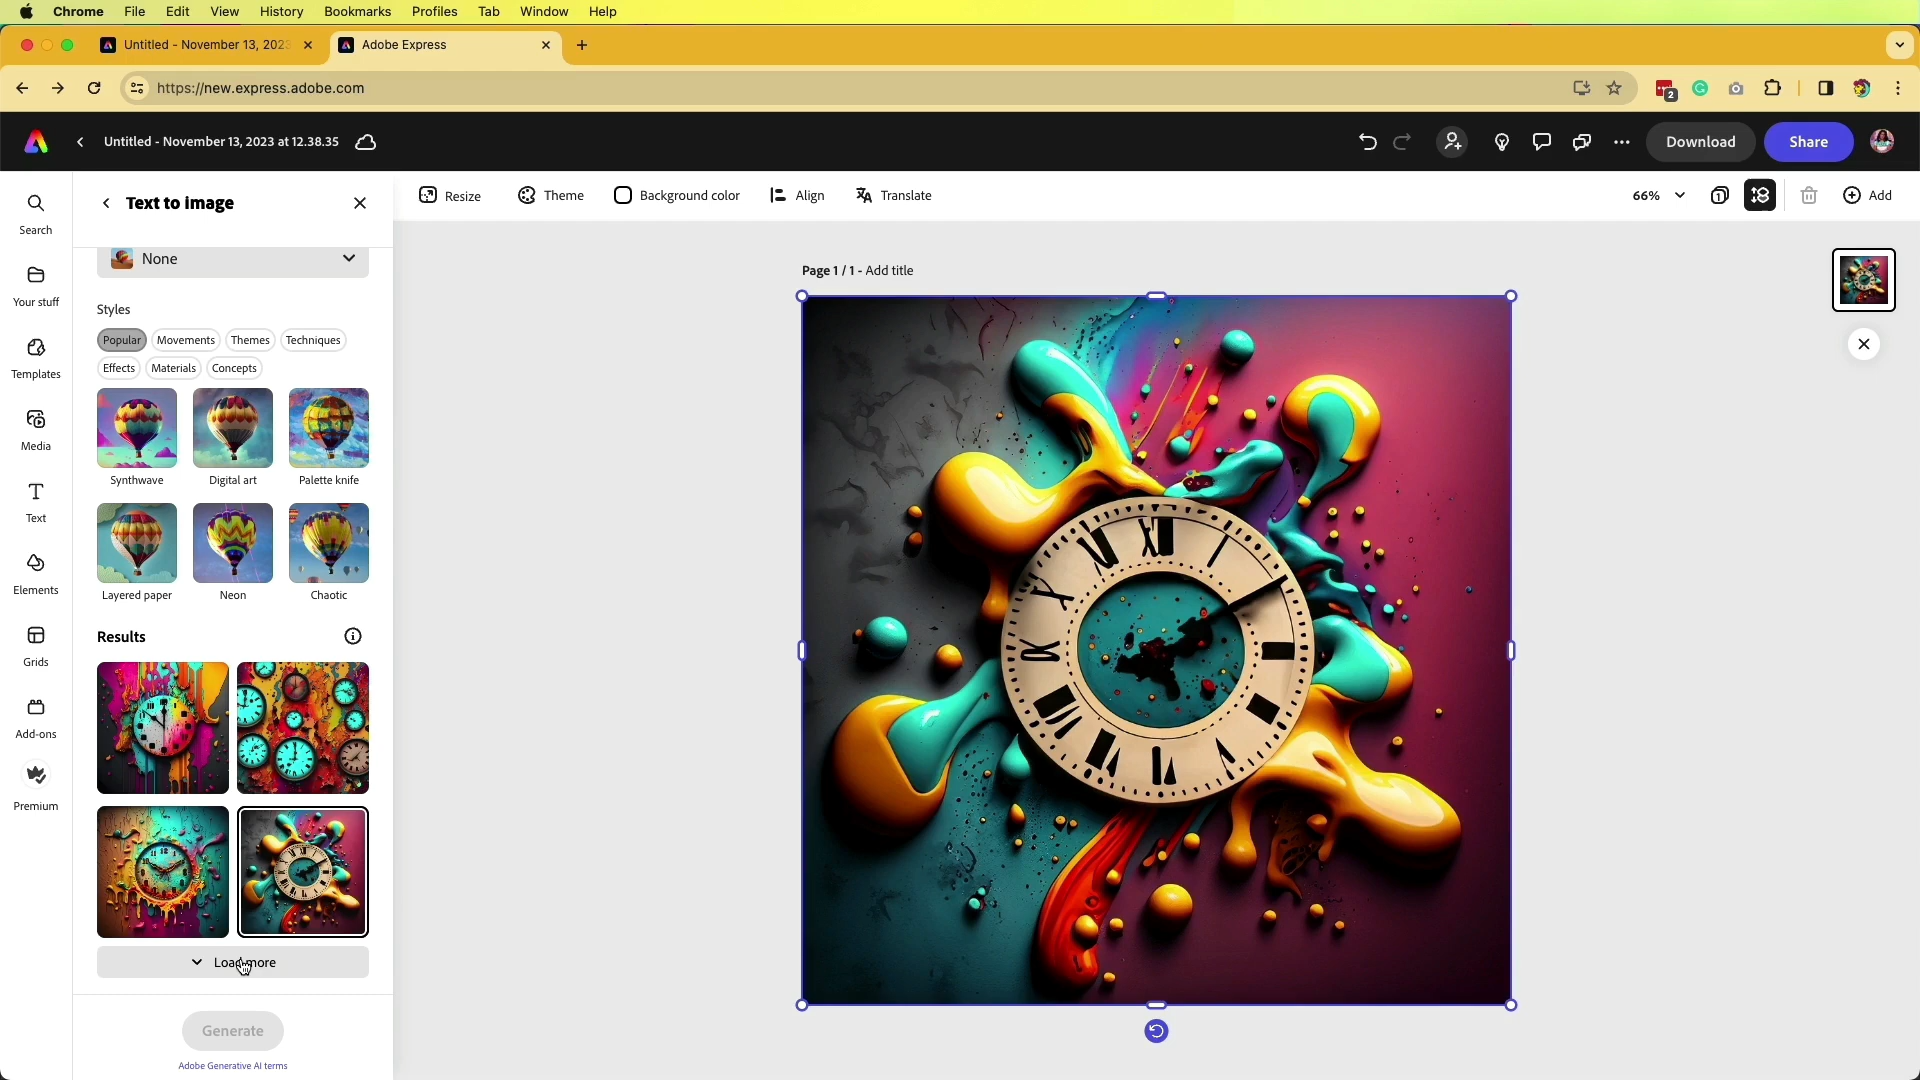 Chrome File Edit View History Bookmarks Profiles Tab Window Help
Untitled - November 13, 2023
Adobe Express
https://new.express.adobe.com
2
Untitled - November 13, 2023 at 12.38.35
Download
Share
Search
Your stuff
Templates
Media
Text
Elements
Grids
Add-ons
Premium
Text to image
None
Styles
Popular Movements Themes Techniques
Effects Materials Concepts
Synthwave Digital art Palette knife
Layered paper Neon Chaotic
Results
Load more
Generate
Adobe Generative AI terms
Resize Theme Background color Align Translate
66%
1
Add
Page 1 / 1 - Add title